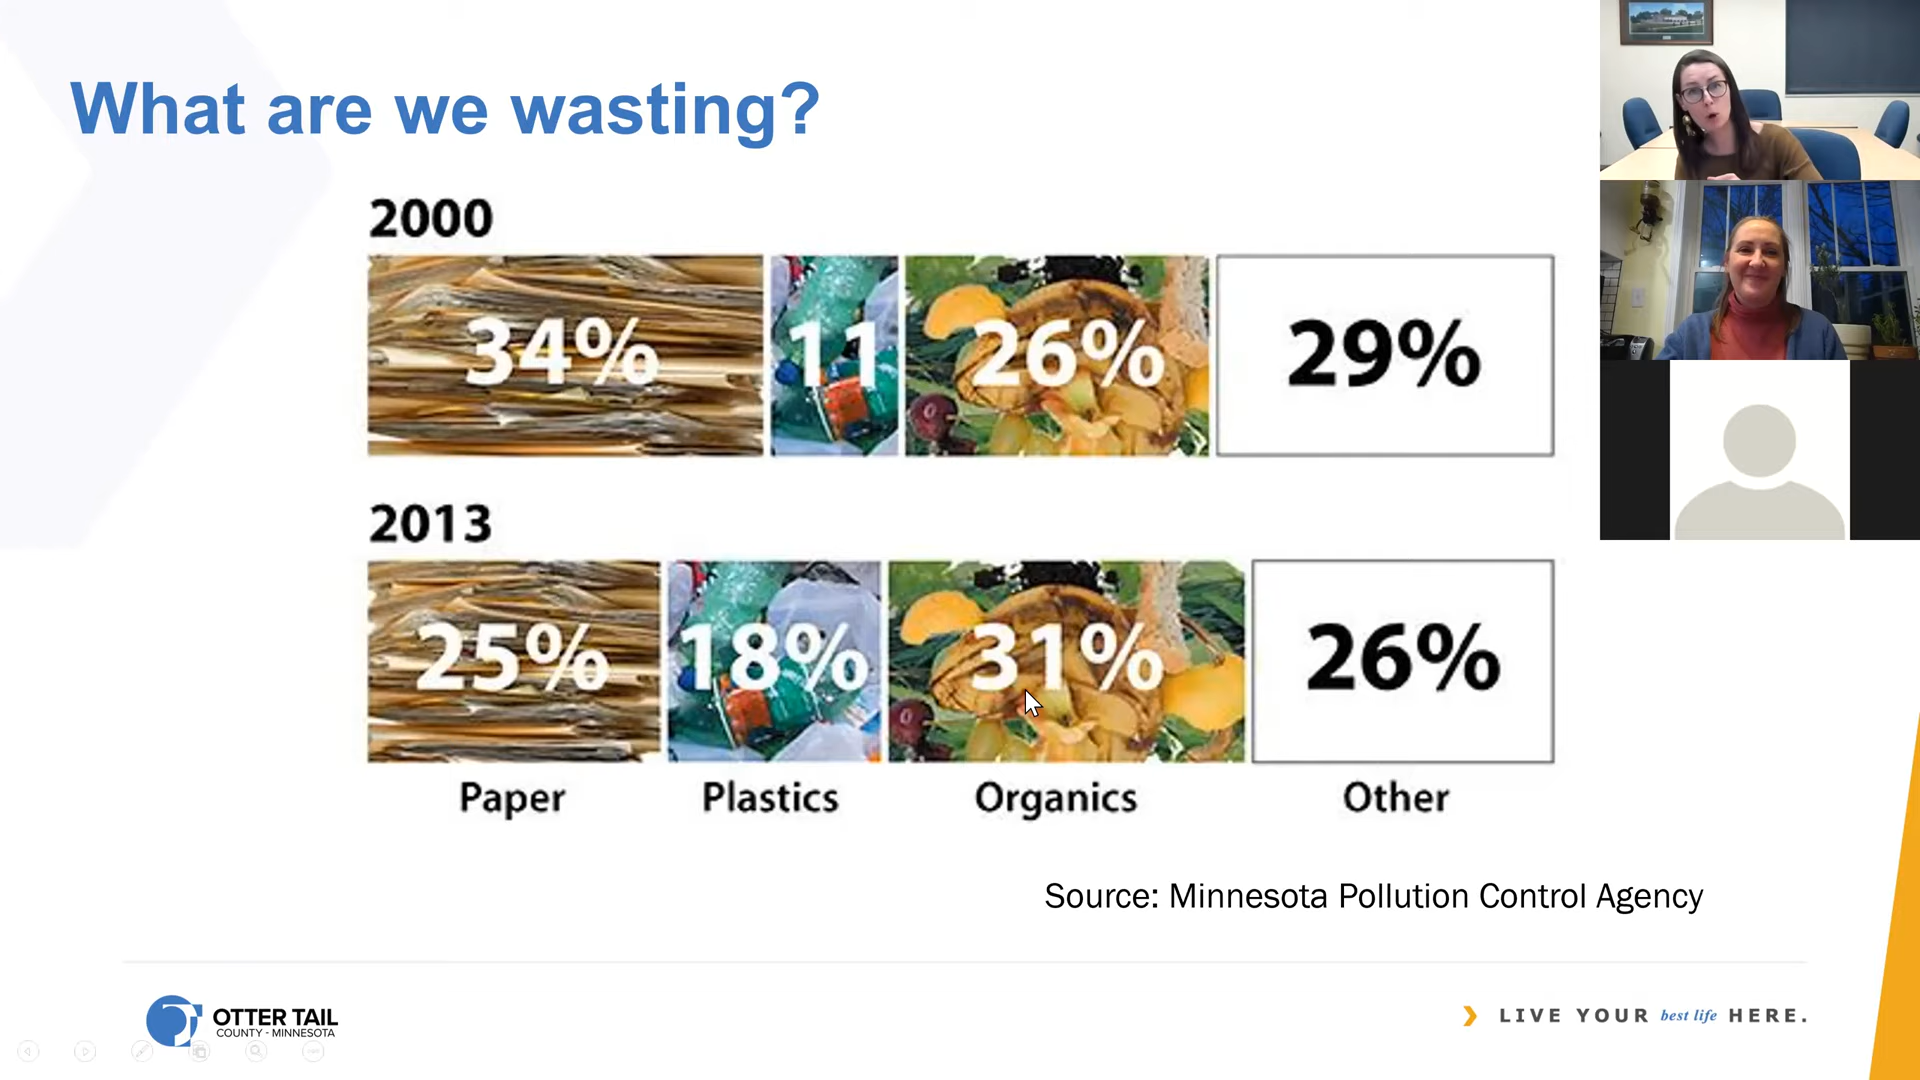 What are we wasting?
2000
34%
11
26%
29%
2013
25%
18%
31%
26%
Paper
Plastics
Organics
Other
Source: Minnesota Pollution Control Agency
OTTER TAIL
COUNTY - MINNESOTA
LIVE YOUR best life HERE.